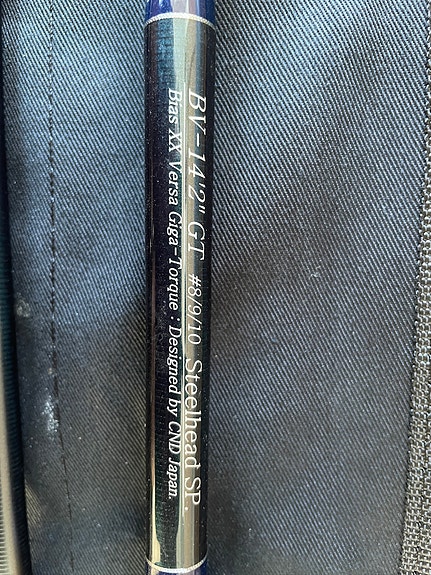 BV-14'2" GT #8/9/10 Steelhead SP.
Bias XX Versa Giga-Torque : Designed by CND Japan.